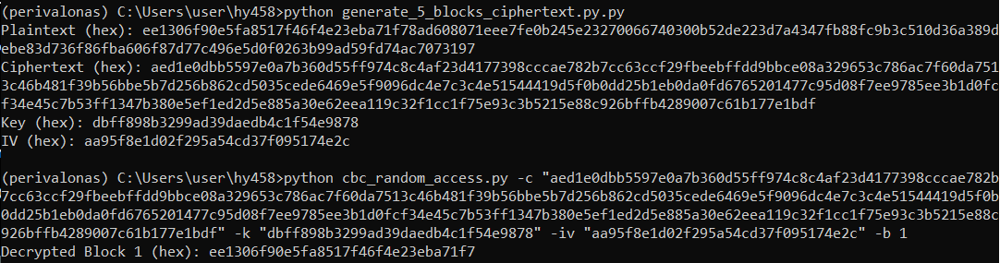 (perivalonas) C:\Users\user\hy458>python generate_5_blocks_ciphertext.py.py
Plaintext (hex): ee1306f90e5fa8517f46f4e23eba71f78ad608071eee7fe0b245e23270066740300b52de223d7a4347fb88fc9b3c510d36a389d
ebe83d736f86fba606f87d77c496e5d0f0263b99ad59fd74ac7073197
Ciphertext (hex): aed1e0dbb5597e0a7b360d55ff974c8c4af23d4177398cccae782b7cc63ccf29fbeebffdd9bbce08a329653c786ac7f60da751
3c46b481f39b56bbe5b7d256b862cd5035cede6469e5f9096dc4e7c3c4e51544419d5f0b0dd25b1eb0da0fd6765201477c95d08f7ee9785ee3b1d0fc
f34e45c7b53ff1347b380e5ef1ed2d5e885a30e62eea119c32f1cc1f75e93c3b5215e88c926bffb4289007c61b177e1bdf
Key (hex): dbff898b3299ad39daedb4c1f54e9878
IV (hex): aa95f8e1d02f295a54cd37f095174e2c
(perivalonas) C:\Users\user\hy458>python cbc_random_access.py -c "aed1e0dbb5597e0a7b360d55ff974c8c4af23d4177398cccae782b
7cc63ccf29fbeebffdd9bbce08a329653c786ac7f60da7513c46b481f39b56bbe5b7d256b862cd5035cede6469e5f9096dc4e7c3c4e51544419d5f0b
0dd25b1eb0da0fd6765201477c95d08f7ee9785ee3b1d0fcf34e45c7b53ff1347b380e5ef1ed2d5e885a30e62eea119c32f1cc1f75e93c3b5215e88c
926bffb4289007c61b177e1bdf" -k "dbff898b3299ad39daedb4c1f54e9878" -iv "aa95f8e1d02f295a54cd37f095174e2c" -b 1
Decrypted Block 1 (hex): ee1306f90e5fa8517f46f4e23eba71f7